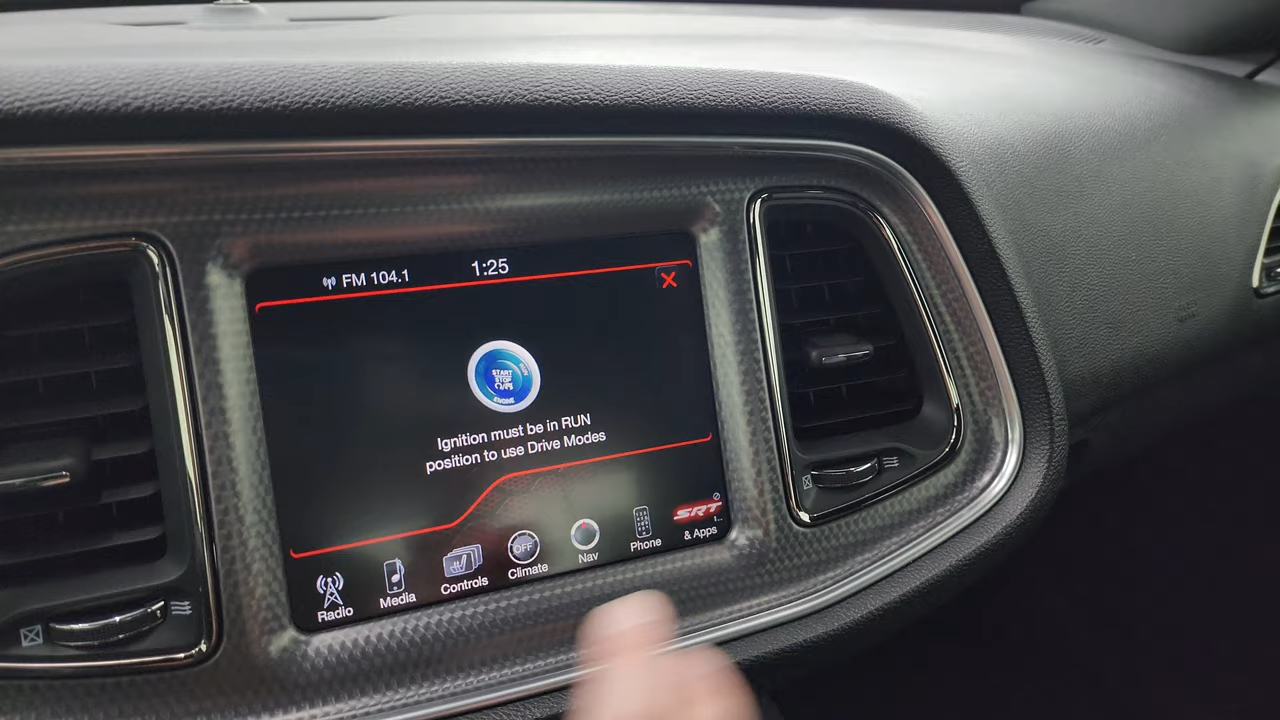 FM 104.1
1:25
START
STOP
RUN
ENGINE
Ignition must be in RUN
position to use Drive Modes
Radio
Media
Controls
OFF
Climate
Nav
Phone
SRT
& Apps